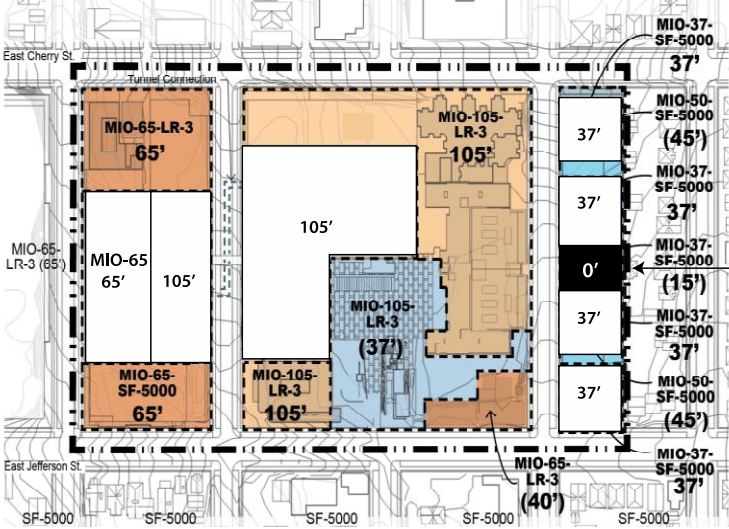 MIO-37-
SF-5000
37'
East Cherry St.
Tunnel Connection
MIO-65-LR-3
65'
MIO-105-
LR-3
105'
37'
MIO-50-
SF-5000
(45')
37'
MIO-37-
SF-5000
37'
MIO-65-
LR-3 (65')
MIO-65
65'
105'
105'
0'
MIO-37-
SF-5000
(15')
MIO-105-
LR-3
(37')
37'
MIO-37-
SF-5000
37'
MIO-65-
SF-5000
65'
MIO-105-
LR-3
105'
37'
MIO-50-
SF-5000
(45')
East Jefferson St.
MIO-65-
LR-3
(40')
MIO-37-
SF-5000
37'
SF-5000
SF-5000
SF-5000
SF-5000
SF-5000